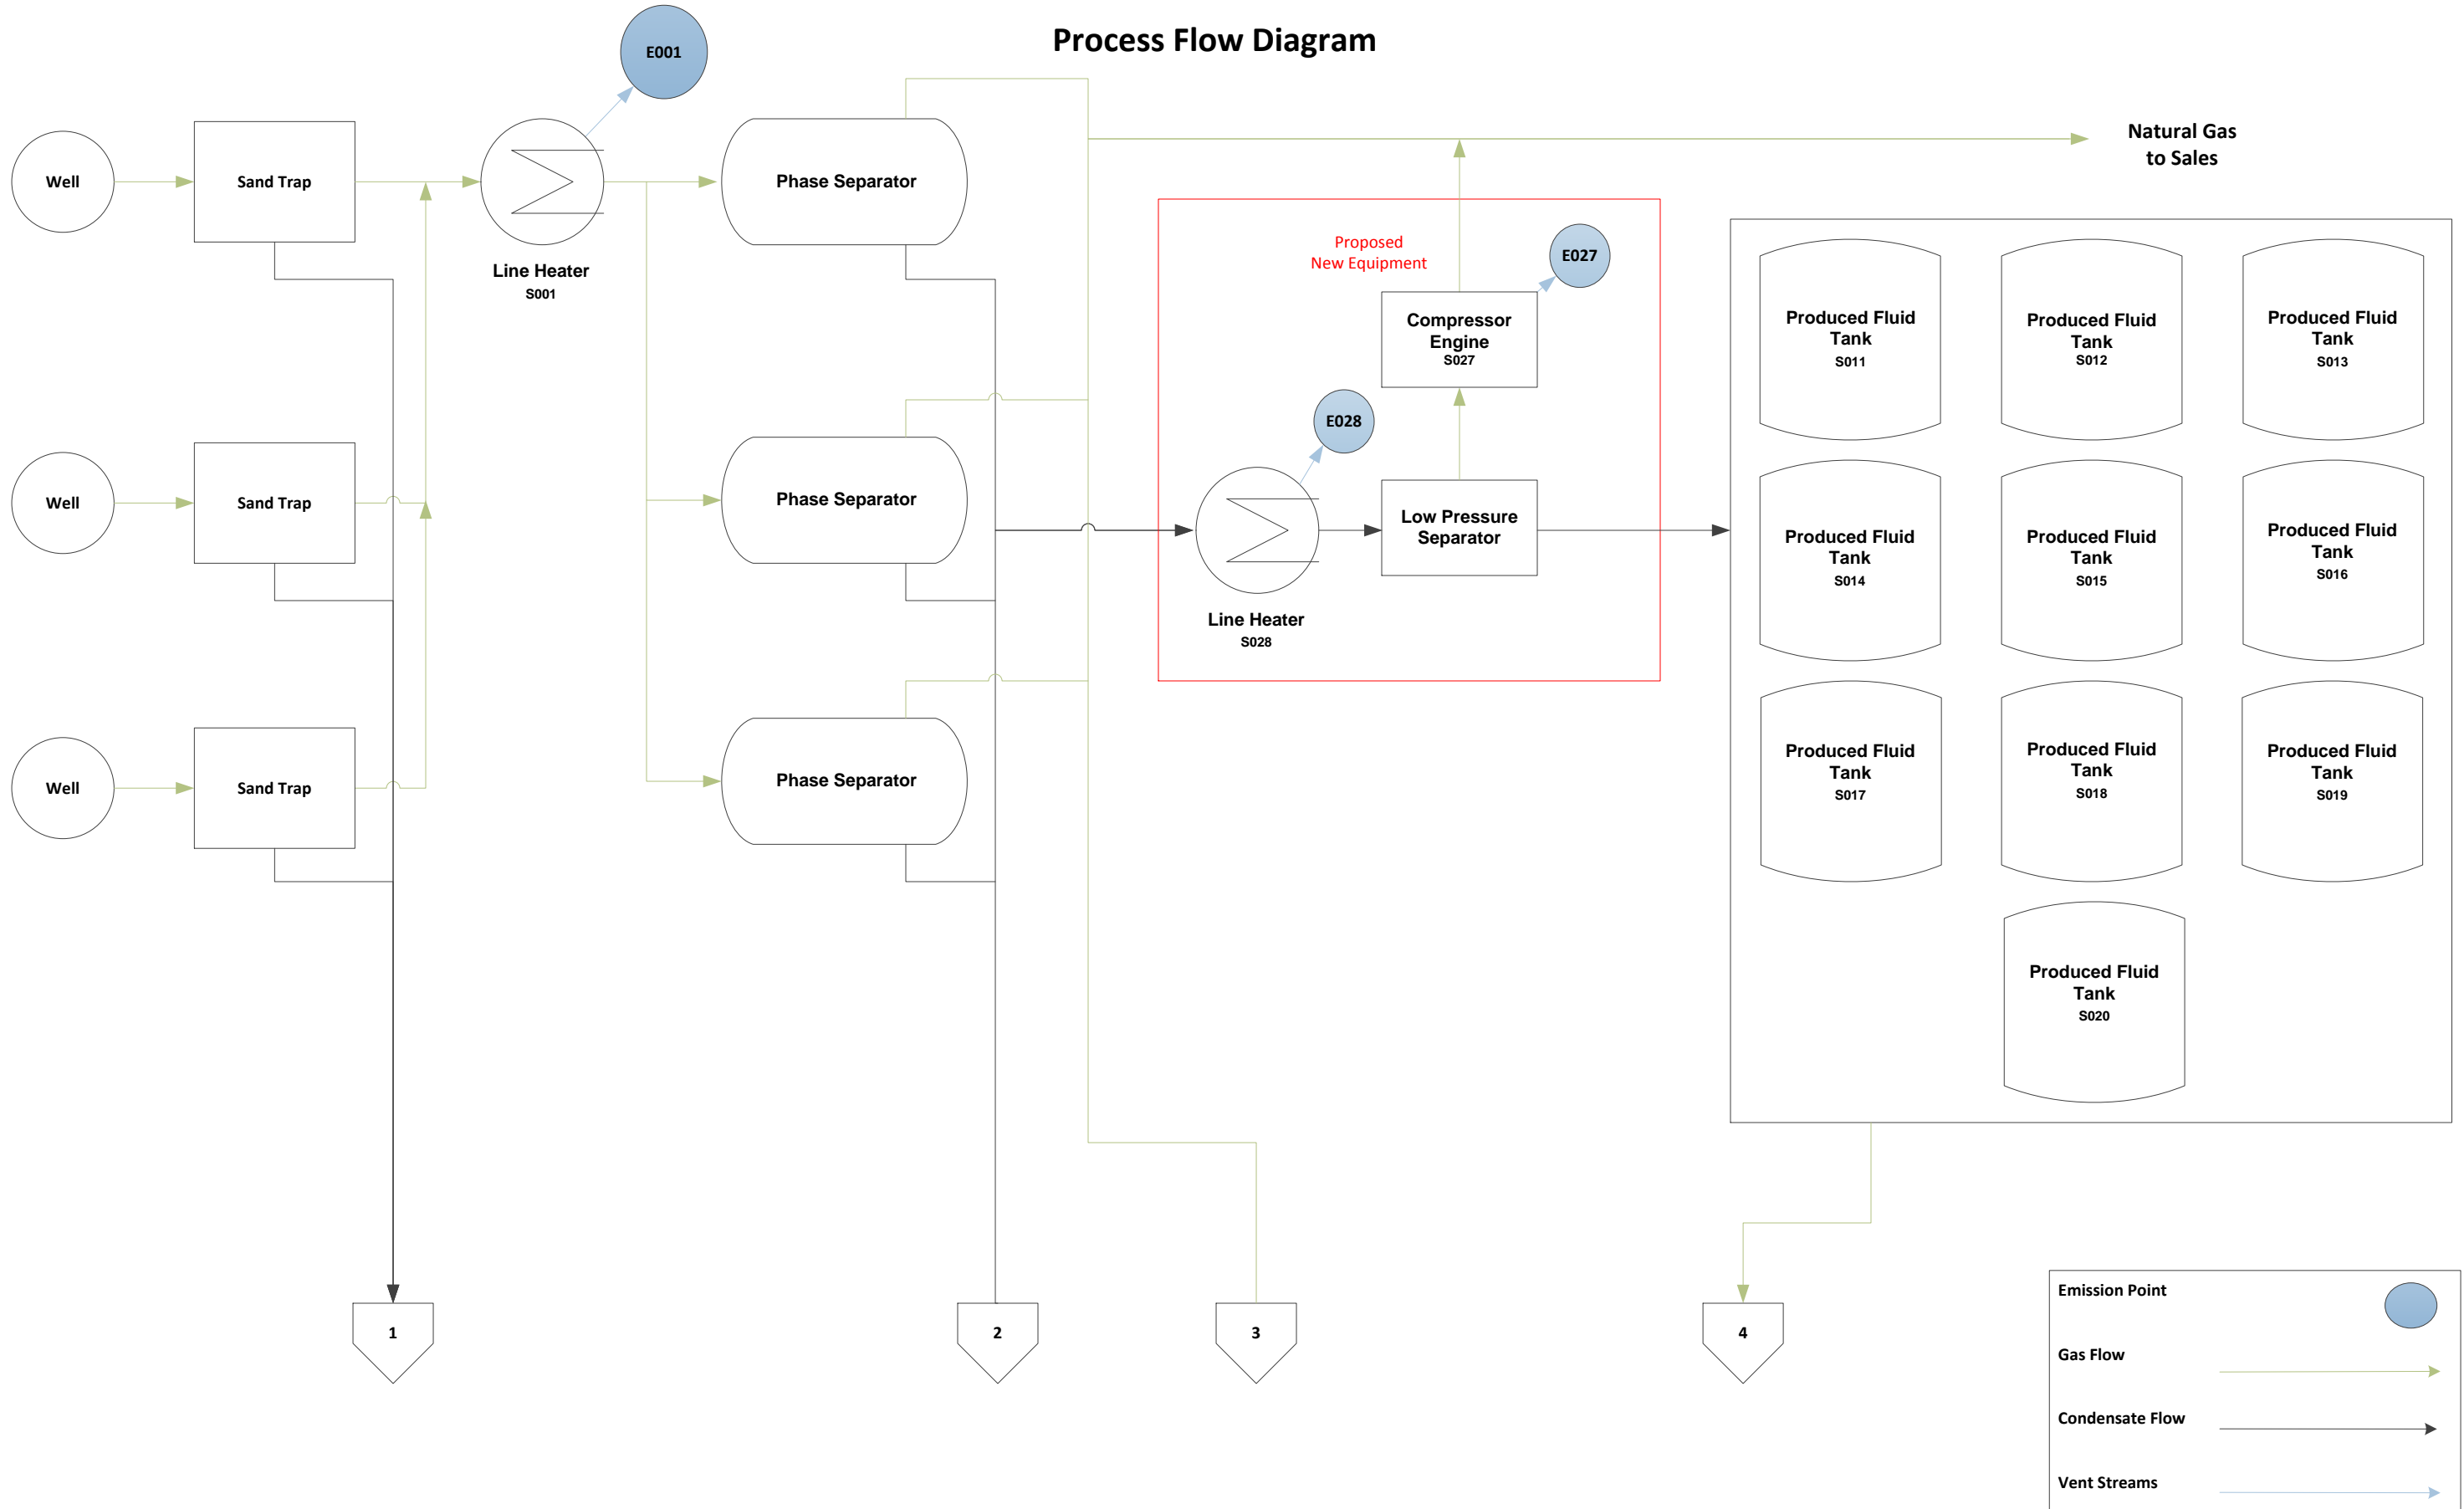 Process Flow Diagram
E001
Well
Sand Trap
Line Heater
S001
Phase Separator
Natural Gas
to Sales
Proposed
New Equipment
E027
Compressor
Engine
S027
E028
Well
Sand Trap
Phase Separator
Low Pressure
Separator
Line Heater
S028
Well
Sand Trap
Phase Separator
Produced Fluid
Tank
S011
Produced Fluid
Tank
S012
Produced Fluid
Tank
S013
Produced Fluid
Tank
S014
Produced Fluid
Tank
S015
Produced Fluid
Tank
S016
Produced Fluid
Tank
S017
Produced Fluid
Tank
S018
Produced Fluid
Tank
S019
Produced Fluid
Tank
S020
1
2
3
4
Emission Point
Gas Flow
Condensate Flow
Vent Streams